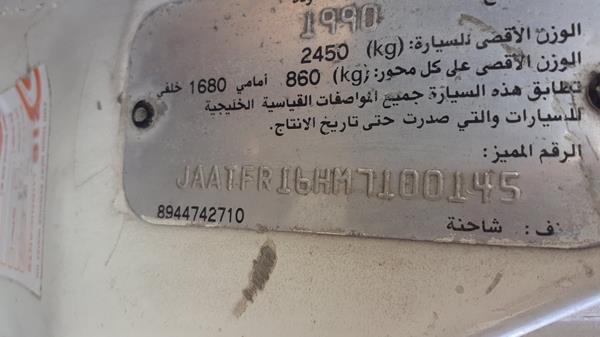 1990
الوزن الأقصى للسيارة: (kg) 2450
الوزن الأقصى على كل محور: (kg) 860 أمامي 1680 خلفي
تطابق هذه السيارة جميع المواصفات القياسية الخليجية
للسيارات والتي صدرت حتى تاريخ الانتاج.
الرقم المميز:
JAATFR16HM7100145
ف: شاحنة
8944742710